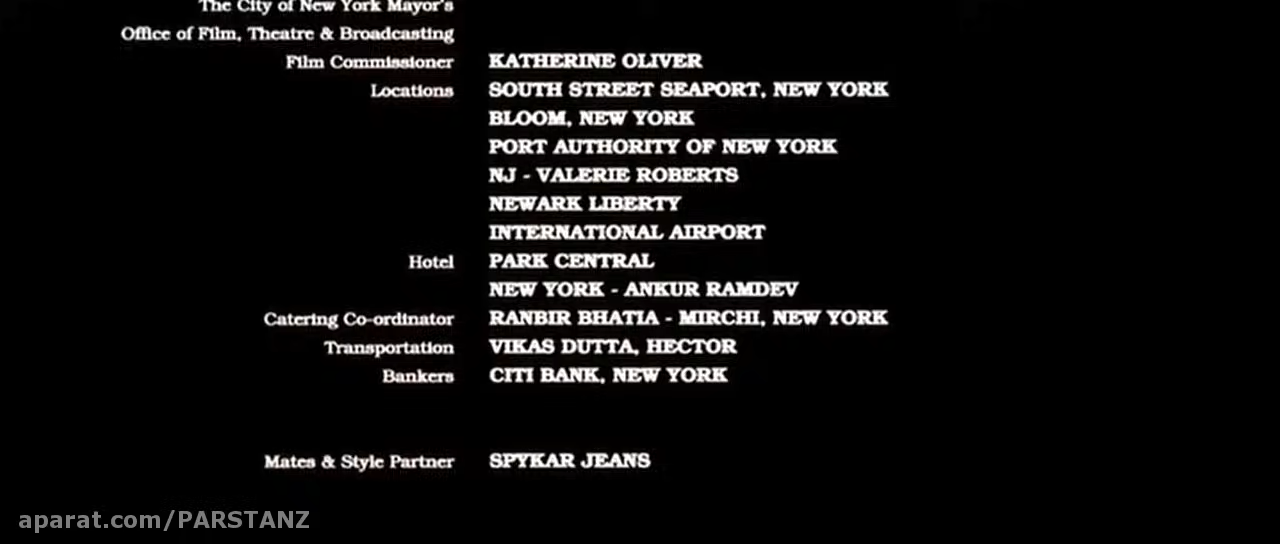 The City of New York Mayor's
Office of Film, Theatre & Broadcasting
Film Commissioner KATHERINE OLIVER
Locations SOUTH STREET SEAPORT, NEW YORK
BLOOM, NEW YORK
PORT AUTHORITY OF NEW YORK
NJ - VALERIE ROBERTS
NEWARK LIBERTY
INTERNATIONAL AIRPORT
Hotel PARK CENTRAL
NEW YORK - ANKUR RAMDEV
Catering Co-ordinator RANBIR BHATIA - MIRCHI, NEW YORK
Transportation VIKAS DUTTA, HECTOR
Bankers CITI BANK, NEW YORK
Mates & Style Partner SPYKAR JEANS
aparat.com/PARSTANZ